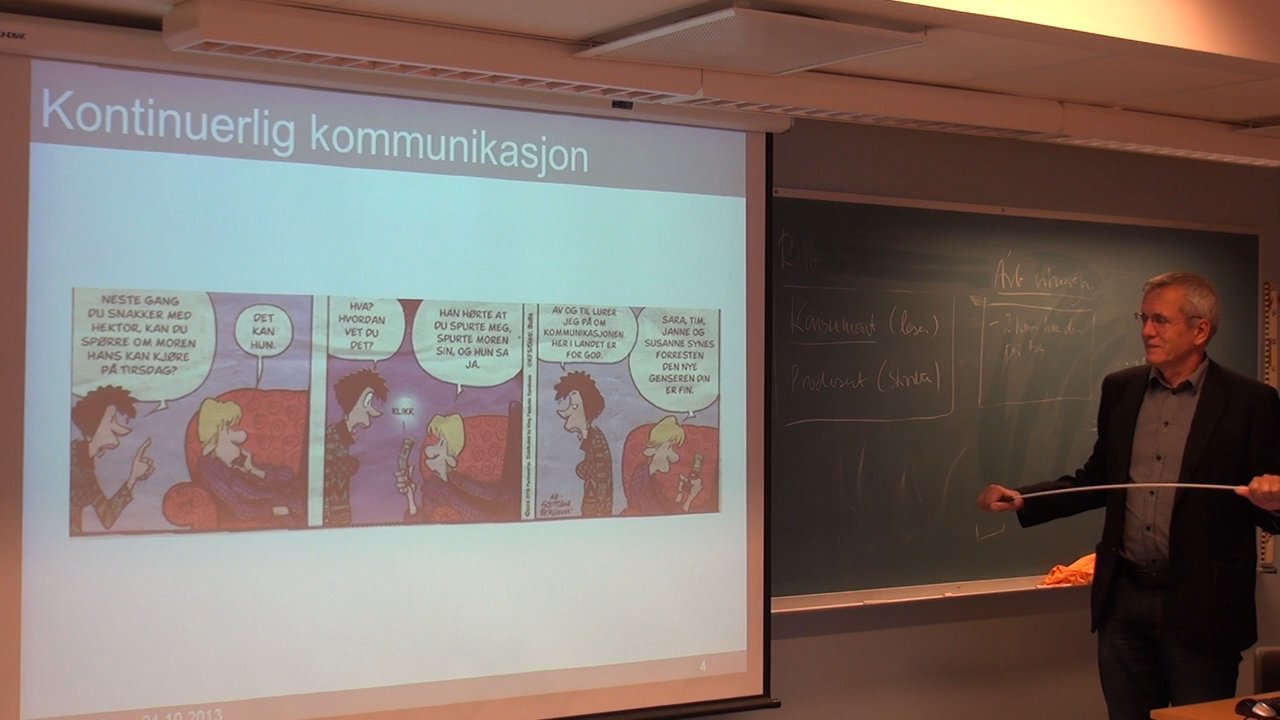 Kontinuerlig kommunikasjon
NESTE GANG
DU SNAKKER MED
HEKTOR, KAN DU
SPØRRE OM MOREN
HANS KAN KJØRE
PÅ TIRSDAG?
DET
KAN
HUN.
HVA?
HVORDAN
VET DU
DET?
HAN HØRTE AT
DU SPURTE MEG,
SPURTE MOREN
SIN, OG HUN SA
JA.
KLIKK
AV OG TIL LURER
JEG PÅ OM
KOMMUNIKASJONEN
HER I LANDET ER
FOR GOD.
SARA, TIM,
JANNE OG
SUSANNE SYNES
FORRESTEN
DEN NYE
GENSEREN DIN
ER FIN.
4
24.10.2013
Konsument (leser)
Produsent